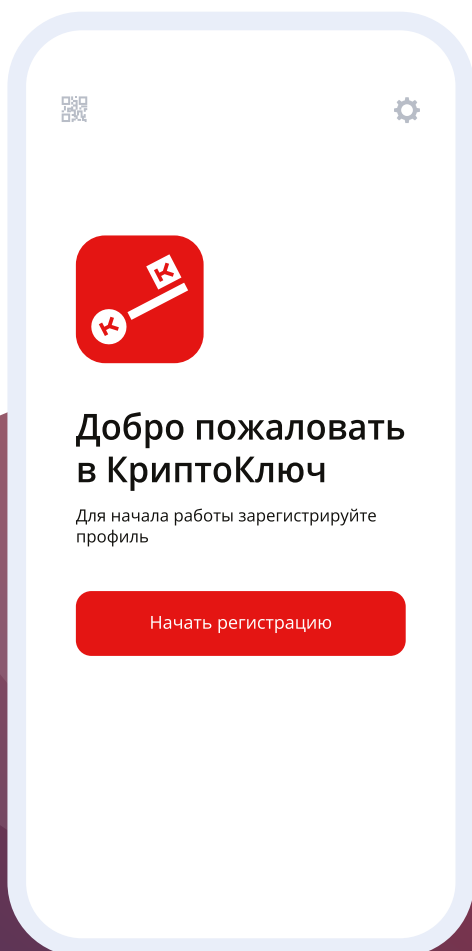 К
К
Добро пожаловать
в КриптоКлюч
Для начала работы зарегистрируйте
профиль
Начать регистрацию